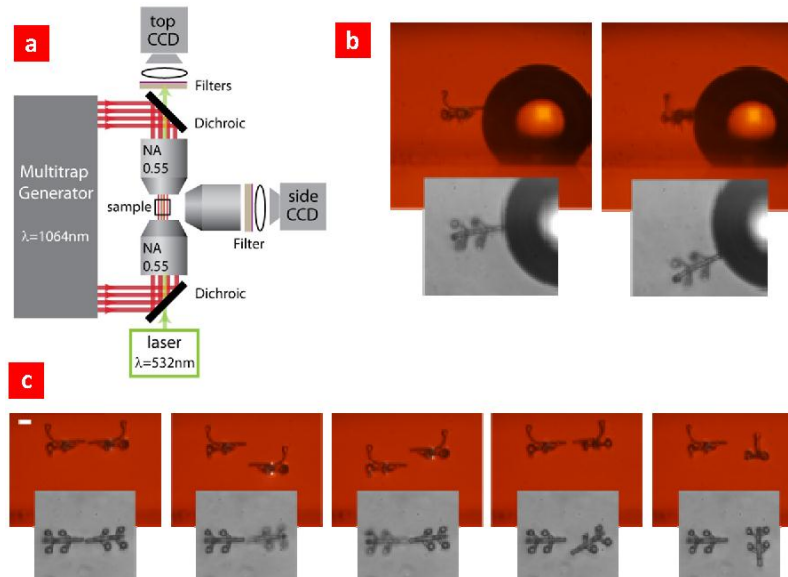 a
top
CCD
Filters
Dichroic
NA
0.55
Multitrap
Generator
λ=1064nm
sample
side
CCD
Filter
NA
0.55
Dichroic
laser
λ=532nm
b
c